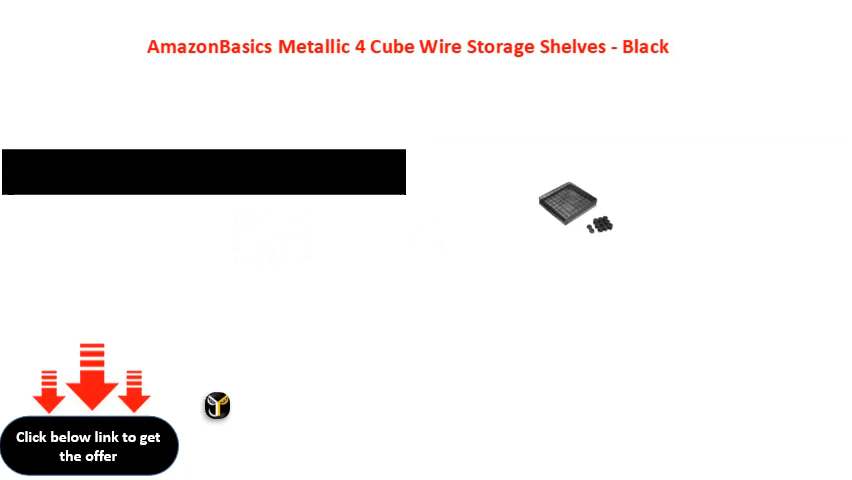 AmazonBasics Metallic 4 Cube Wire Storage Shelves - Black
Click below link to get
the offer